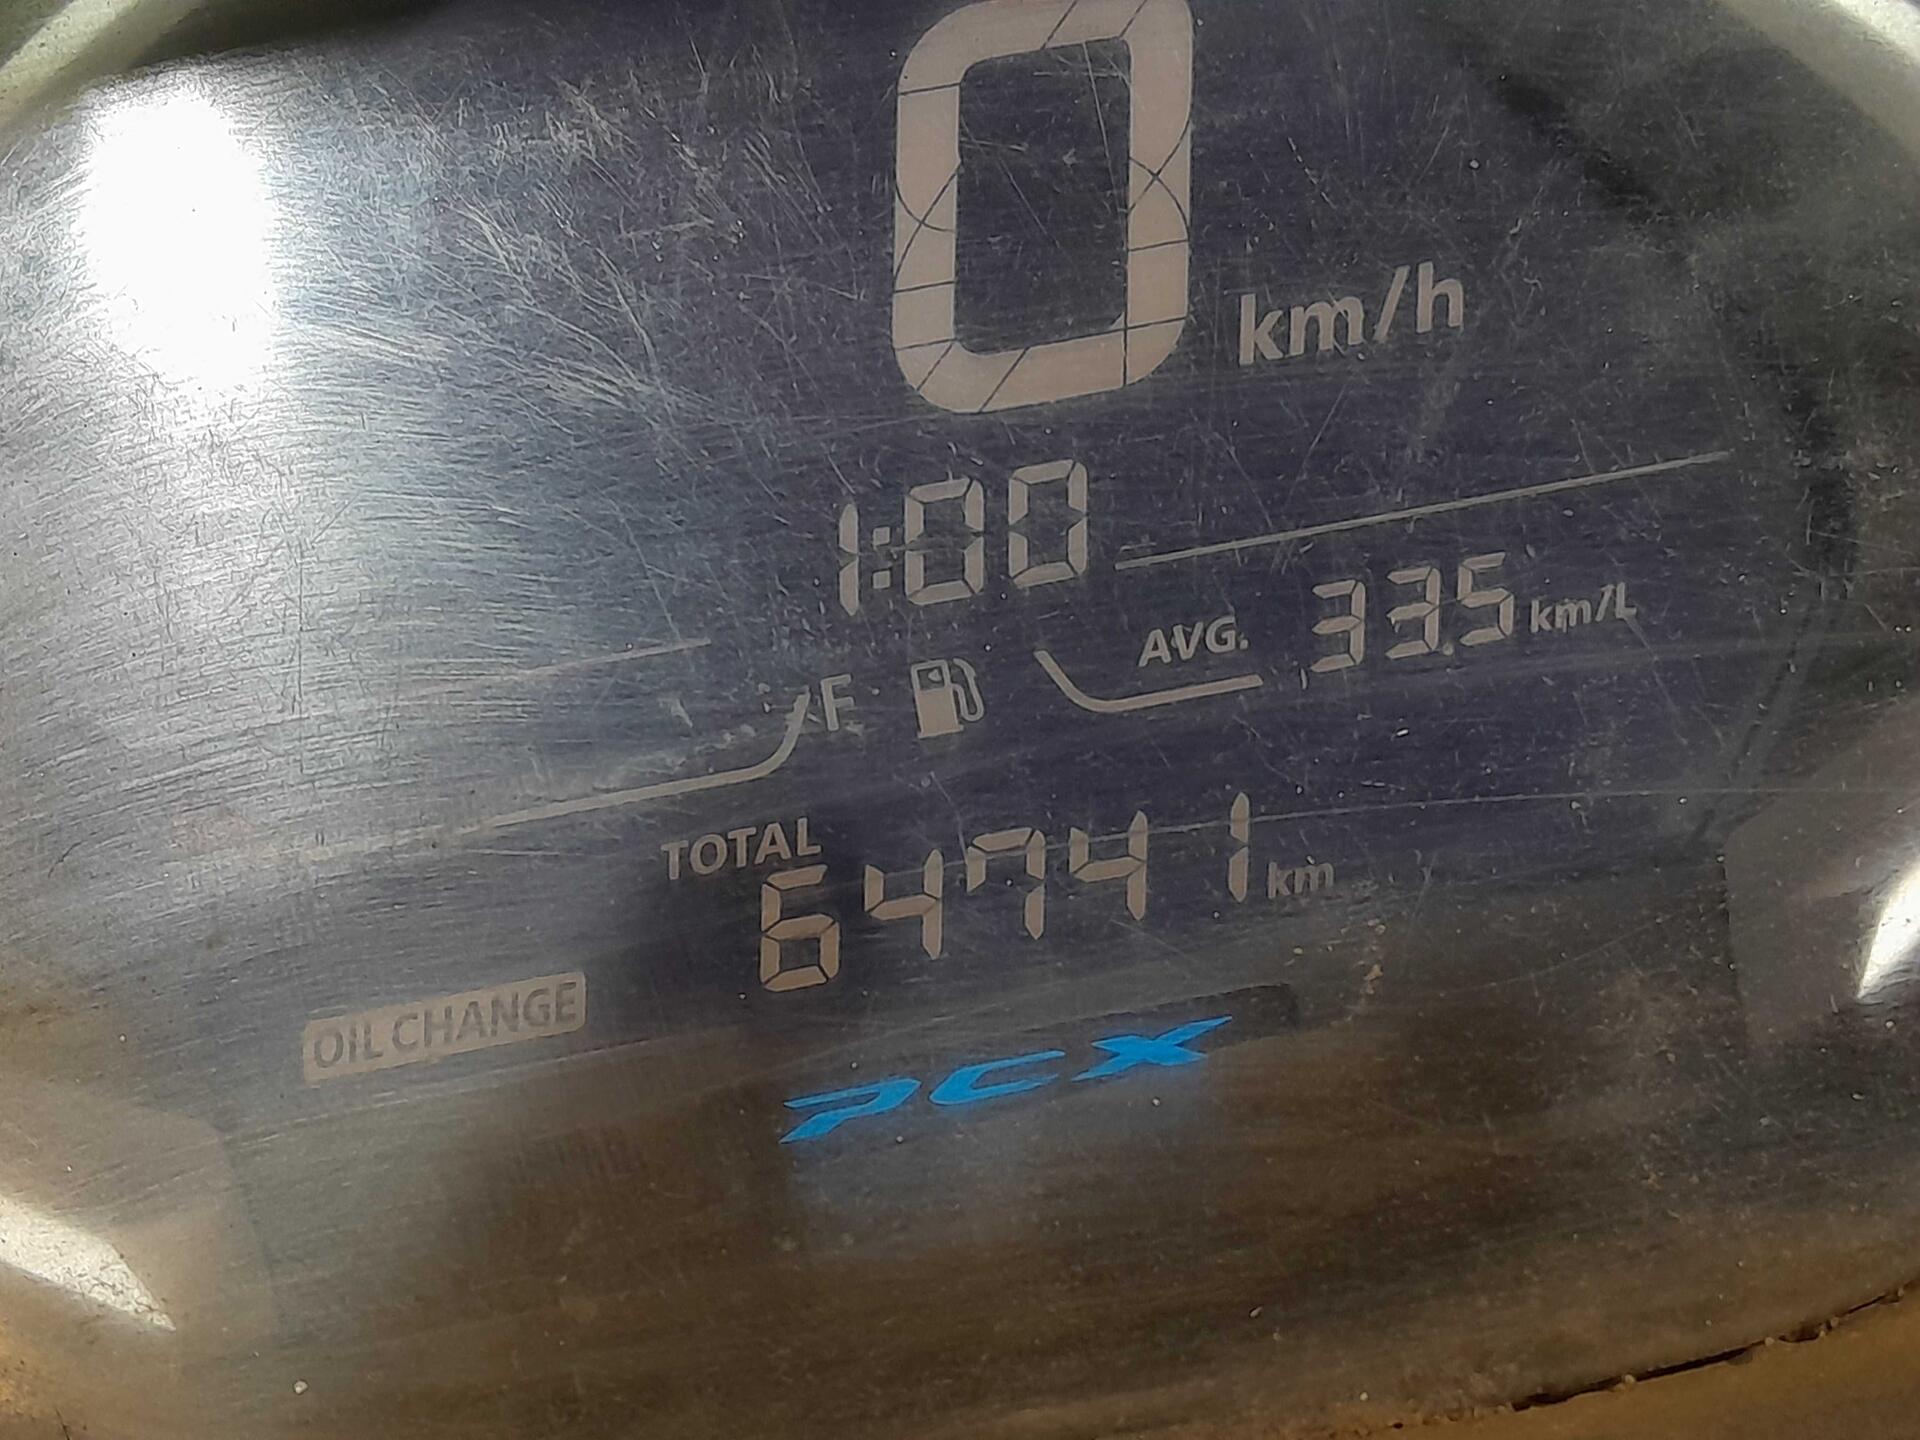 0 km/h
1:00
AVG. 33.5 km/L
F
TOTAL
64741 km
OIL CHANGE
PCX